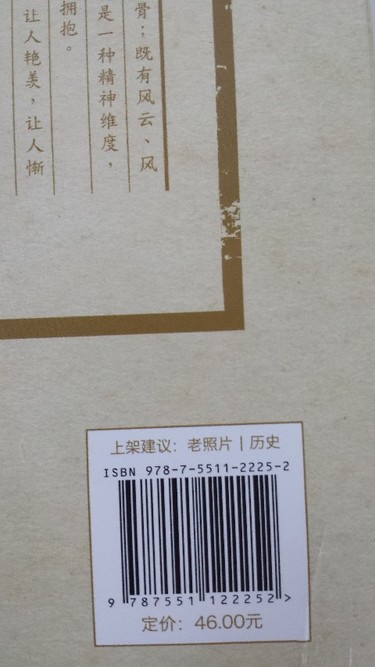 骨；既有风云、风
是一种精神维度，
拥抱。
让人艳羡，让人惭
上架建议：老照片丨历史
ISBN 978-7-5511-2225-2
9 787551 122252 >
定价：46.00元